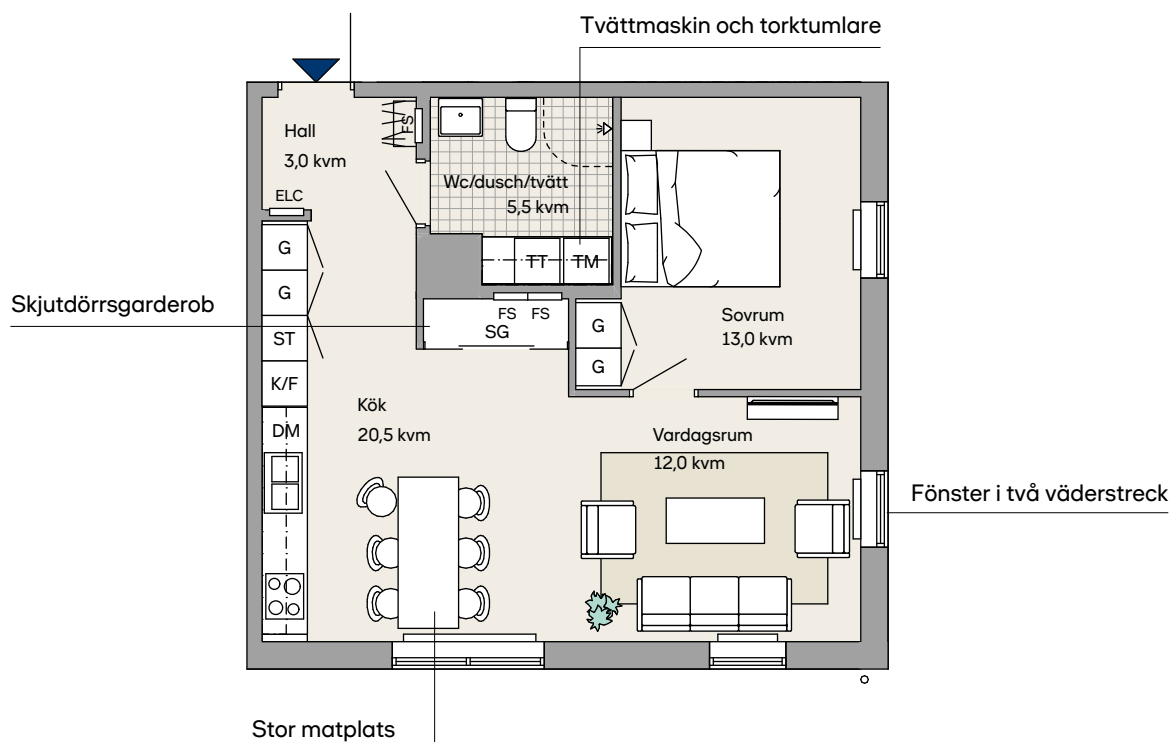 Tvättmaskin och torktumlare
Hall
3,0 kvm
FS
Wc/dusch/tvätt
5,5 kvm
ELC
G
G
ST
K/F
DM
TT
TM
Skjutdörrsgarderob
FS FS
SG
G
G
Sovrum
13,0 kvm
Kök
20,5 kvm
Vardagsrum
12,0 kvm
Fönster i två väderstreck
Stor matplats